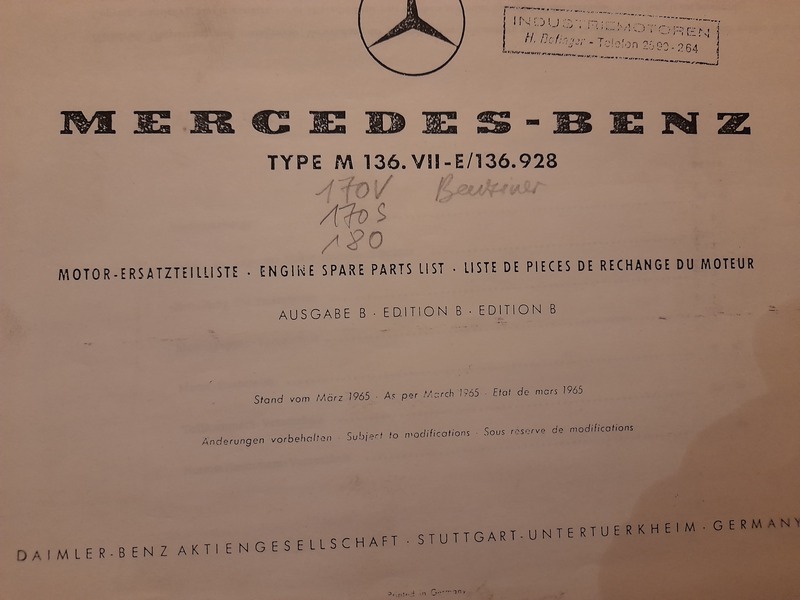 INDUSTRIEMOTOREN
H. - Telefon
MERCEDES-BENZ
TYPE M 136.VII-E/136.928
170V Benziner
170S
180
MOTOR-ERSATZTEILLISTE · ENGINE SPARE PARTS LIST · LISTE DE PIECES DE RECHANGE DU MOTEUR
AUSGABE B · EDITION B · EDITION B
Stand vom März 1965 · As per March 1965 · Etat de mars 1965
Änderungen vorbehalten · Subject to modifications · Sous réserve de modifications
DAIMLER-BENZ AKTIENGESELLSCHAFT · STUTTGART-UNTERTUERKHEIM · GERMANY
Printed in Germany